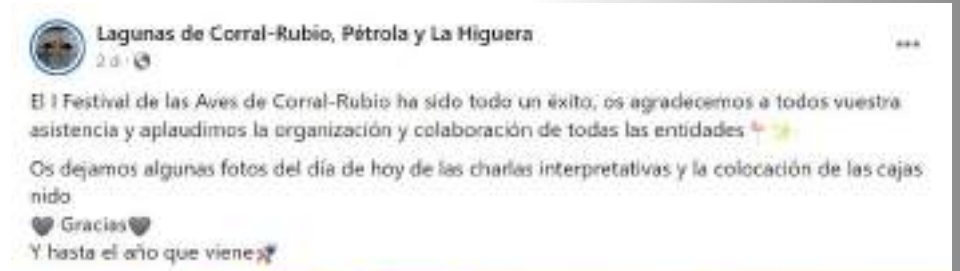 Lagunas de Corral-Rubio, Pétrola y La Higuera
2 d ·
El I Festival de las Aves de Corral-Rubio ha sido todo un éxito, os agradecemos a todos vuestra
asistencia y aplaudimos la organización y colaboración de todas las entidades
Os dejamos algunas fotos del día de hoy de las charlas interpretativas y la colocación de las cajas
nido
🖤 Gracias🖤
Y hasta el año que viene🚀